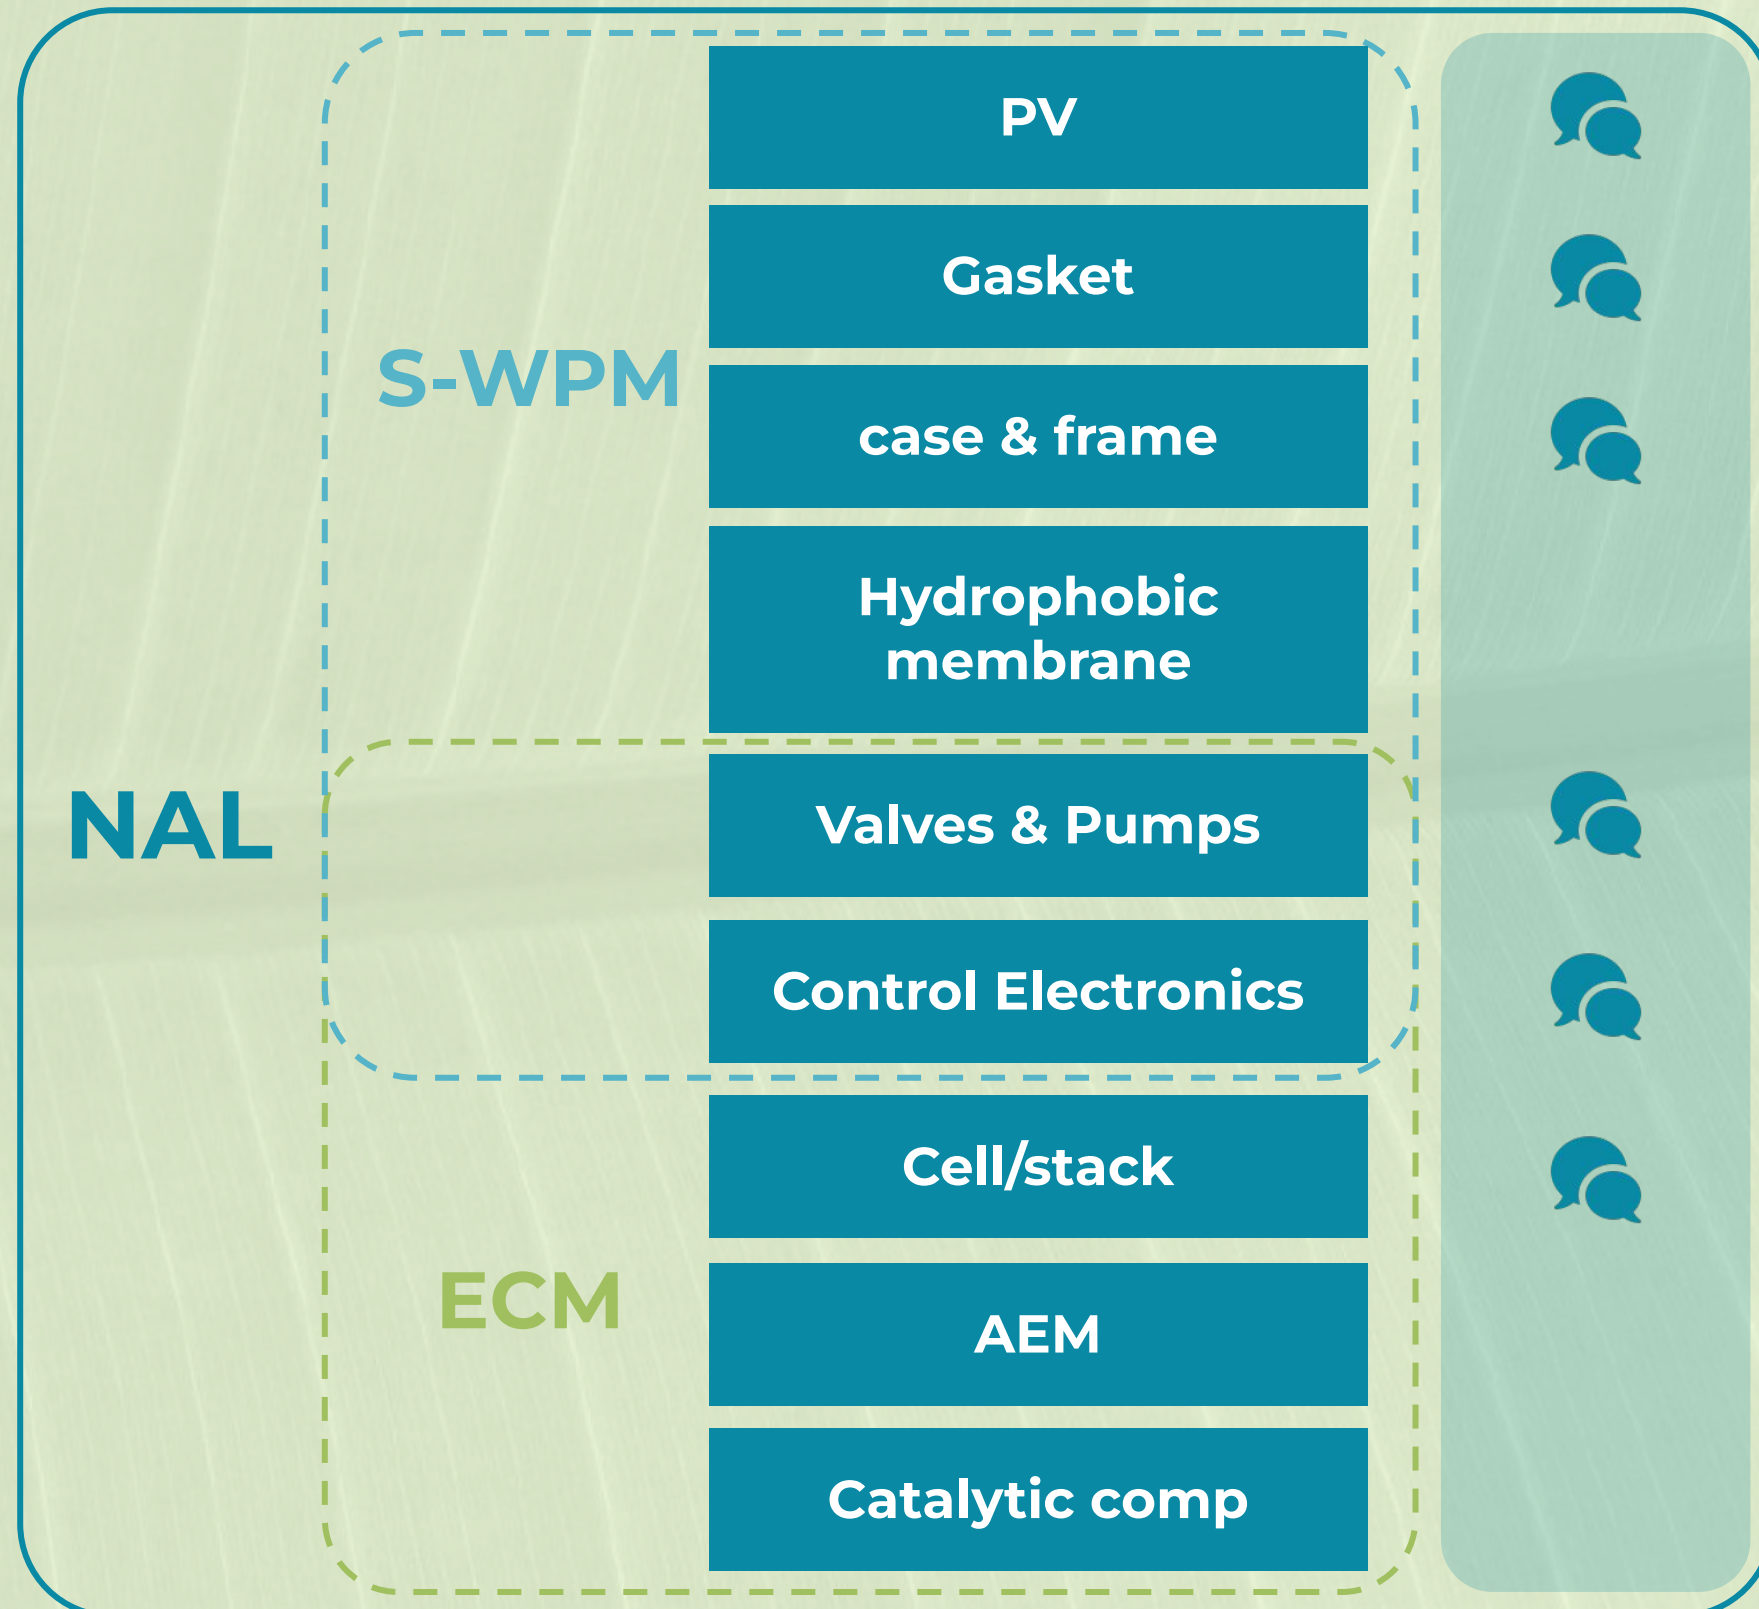 PV
Gasket
S-WPM
case & frame
Hydrophobic
membrane
NAL
Valves & Pumps
Control Electronics
Cell/stack
ECM
AEM
Catalytic comp